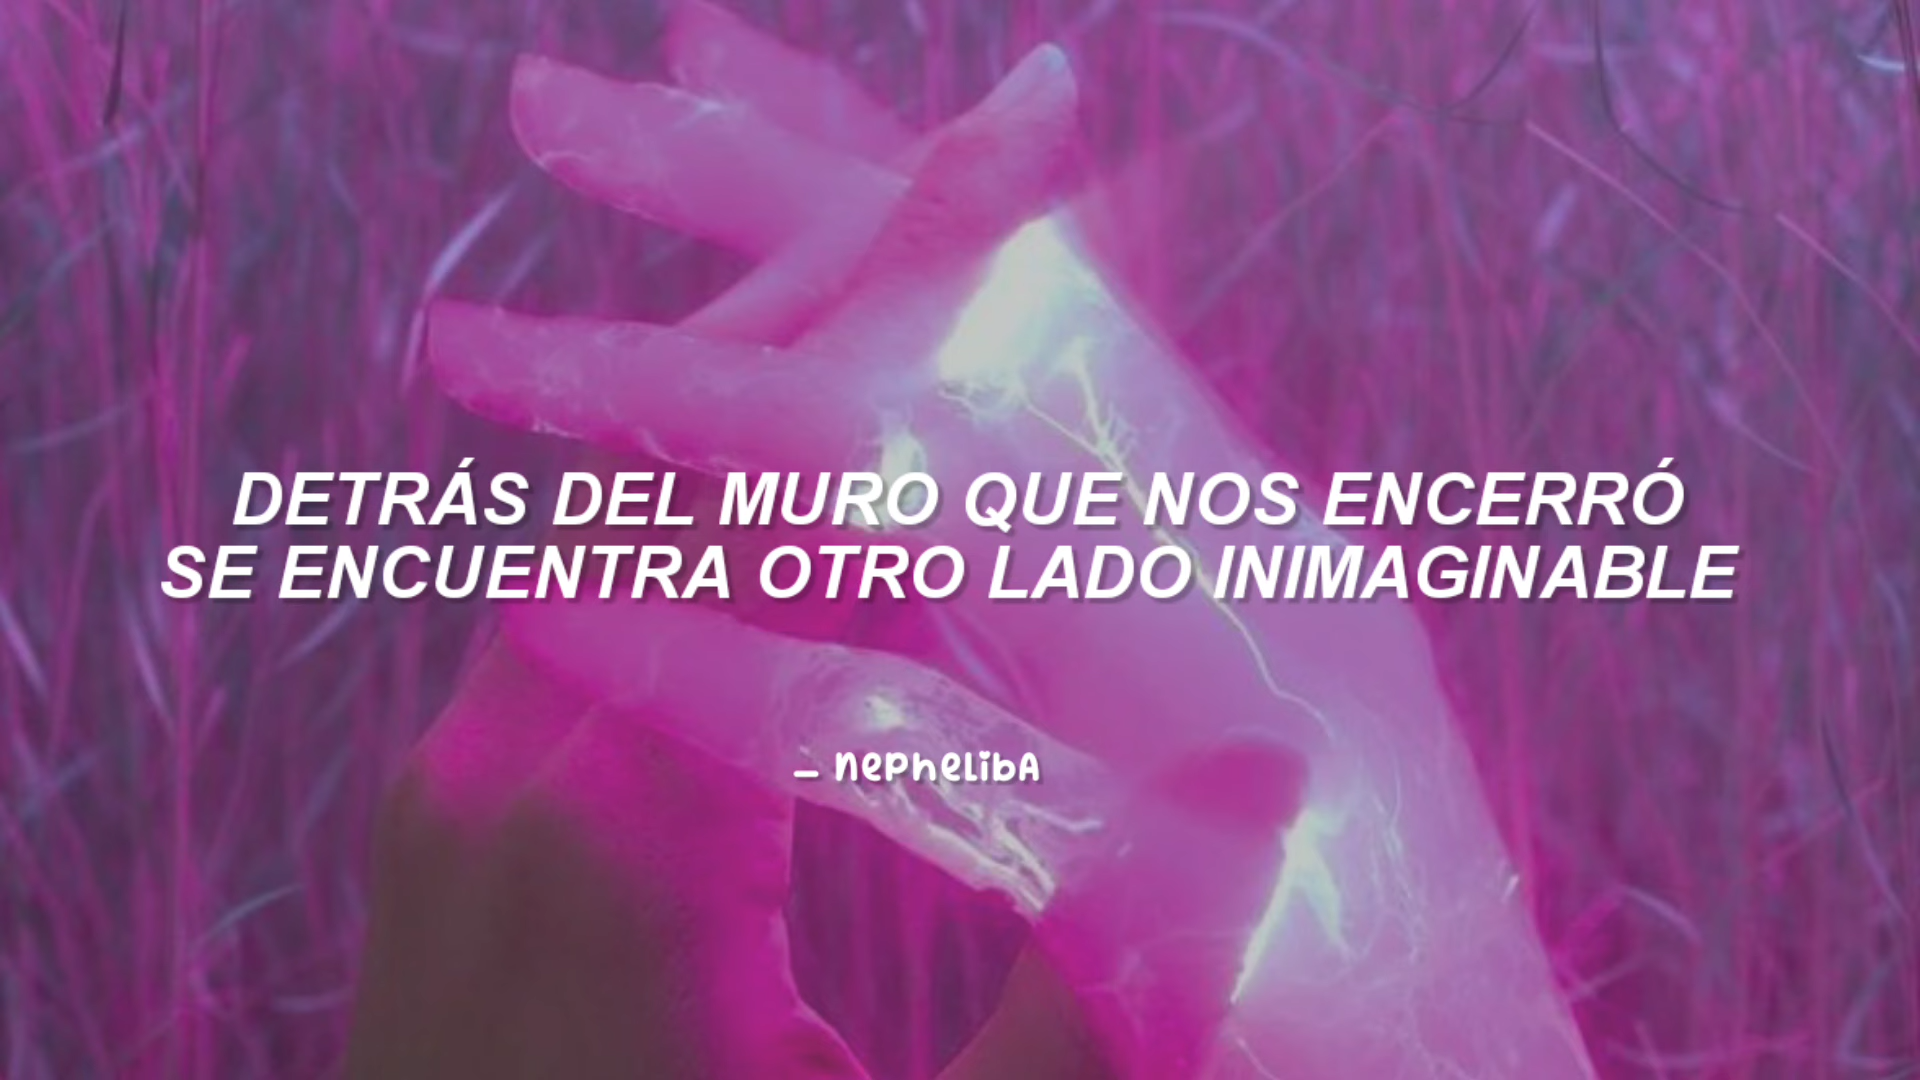 DETRÁS DEL MURO QUE NOS ENCERRÓ
SE ENCUENTRA OTRO LADO INIMAGINABLE
– nepheLibA